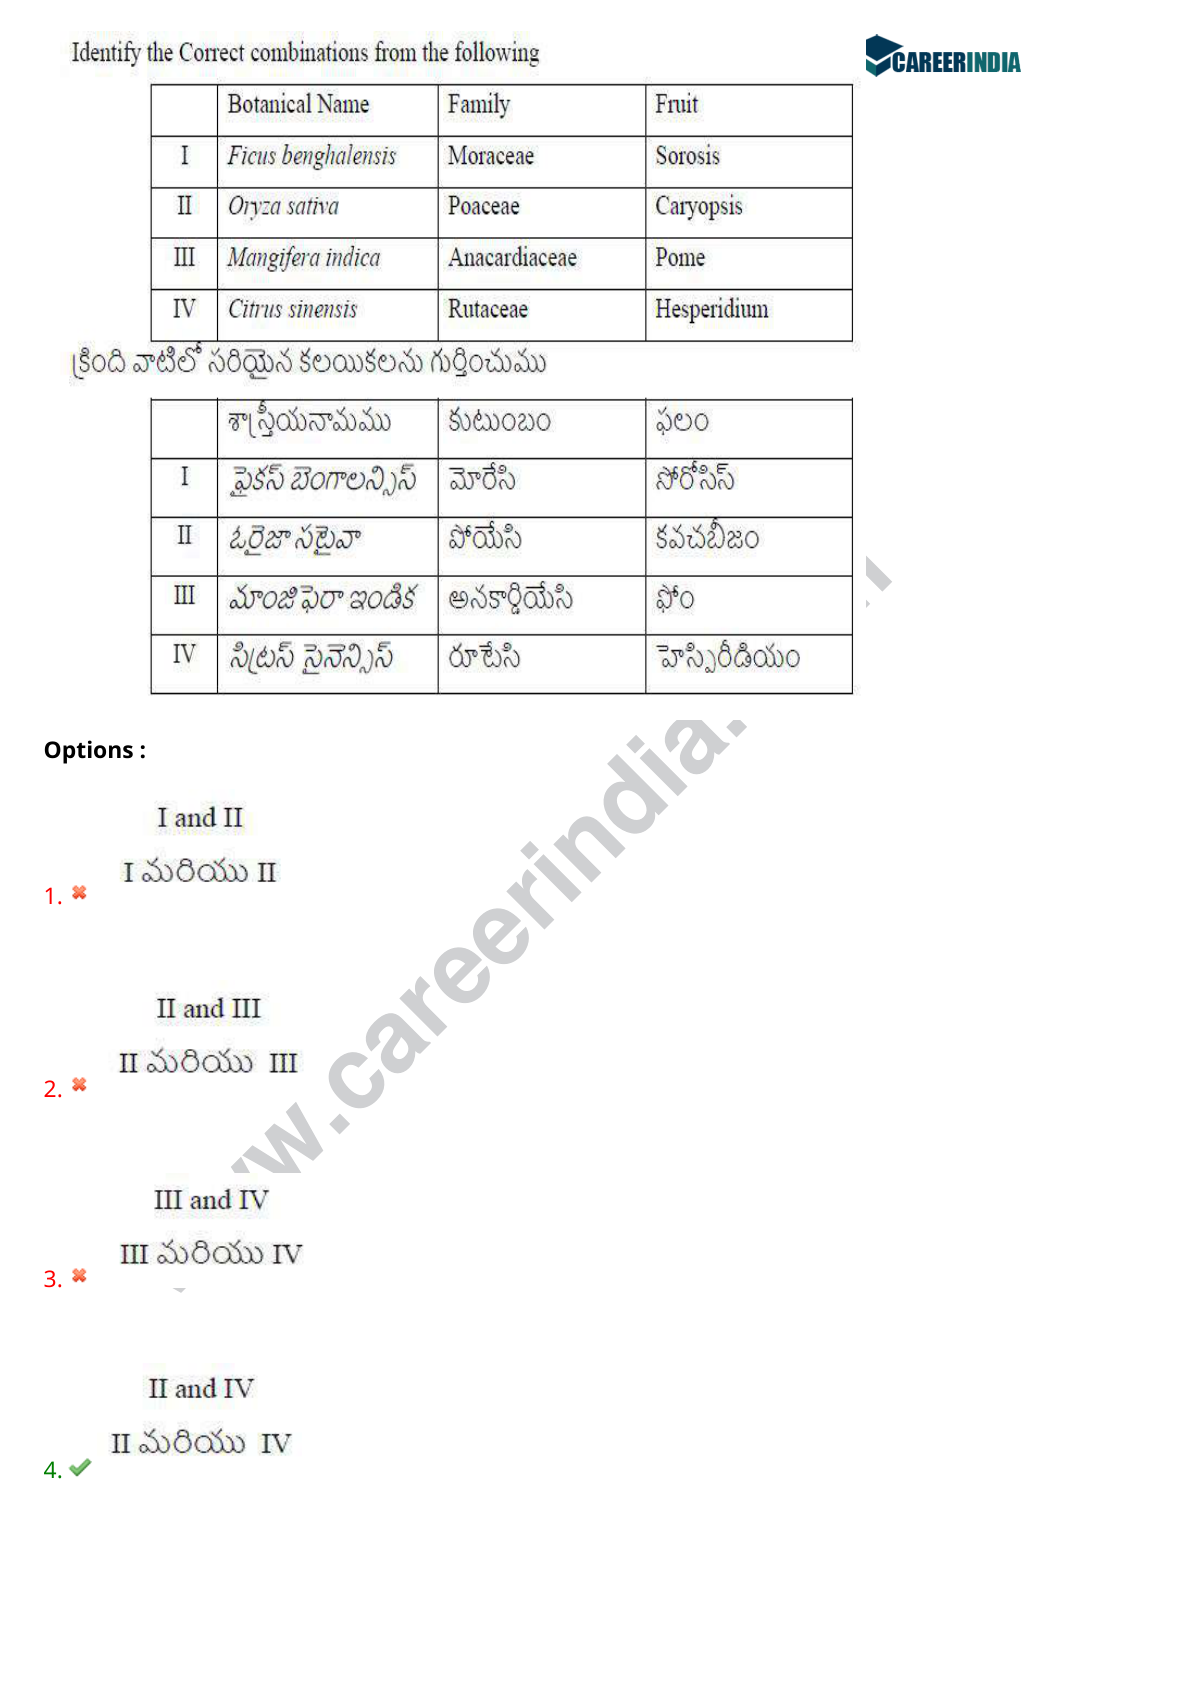 Identify the Correct combinations from the following
CAREERINDIA
Botanical Name Family Fruit
I Ficus benghalensis Moraceae Sorosis
II Oryza sativa Poaceae Caryopsis
III Mangifera indica Anacardiaceae Pome
IV Citrus sinensis Rutaceae Hesperidium
క్రింది వాటిలో సరియైన కలయికలను గుర్తించుము
శాస్త్రీయనామము కుటుంబం ఫలం
I ఫైకస్ బెంగాలన్సిస్ మోరేసి సోరోసిస్
II ఓరైజా సటైవా పోయేసి కవచబీజం
III మాంజిఫెరా ఇండిక అనకార్డియేసి ఫోం
IV సిట్రస్ సైనెన్సిస్ రూటేసి హెస్పిరీడియం
Options :
I and II
I మరియు II
1.
II and III
II మరియు III
2.
III and IV
III మరియు IV
3.
II and IV
II మరియు IV
4.
w.careerindia.